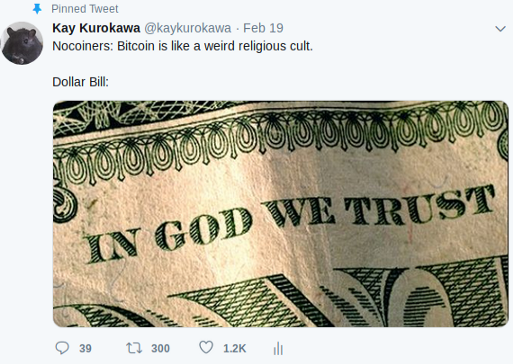 Pinned Tweet
Kay Kurokawa @kaykurokawa · Feb 19
Nocoiners: Bitcoin is like a weird religious cult.
Dollar Bill:
IN GOD WE TRUST
39 300 1.2K